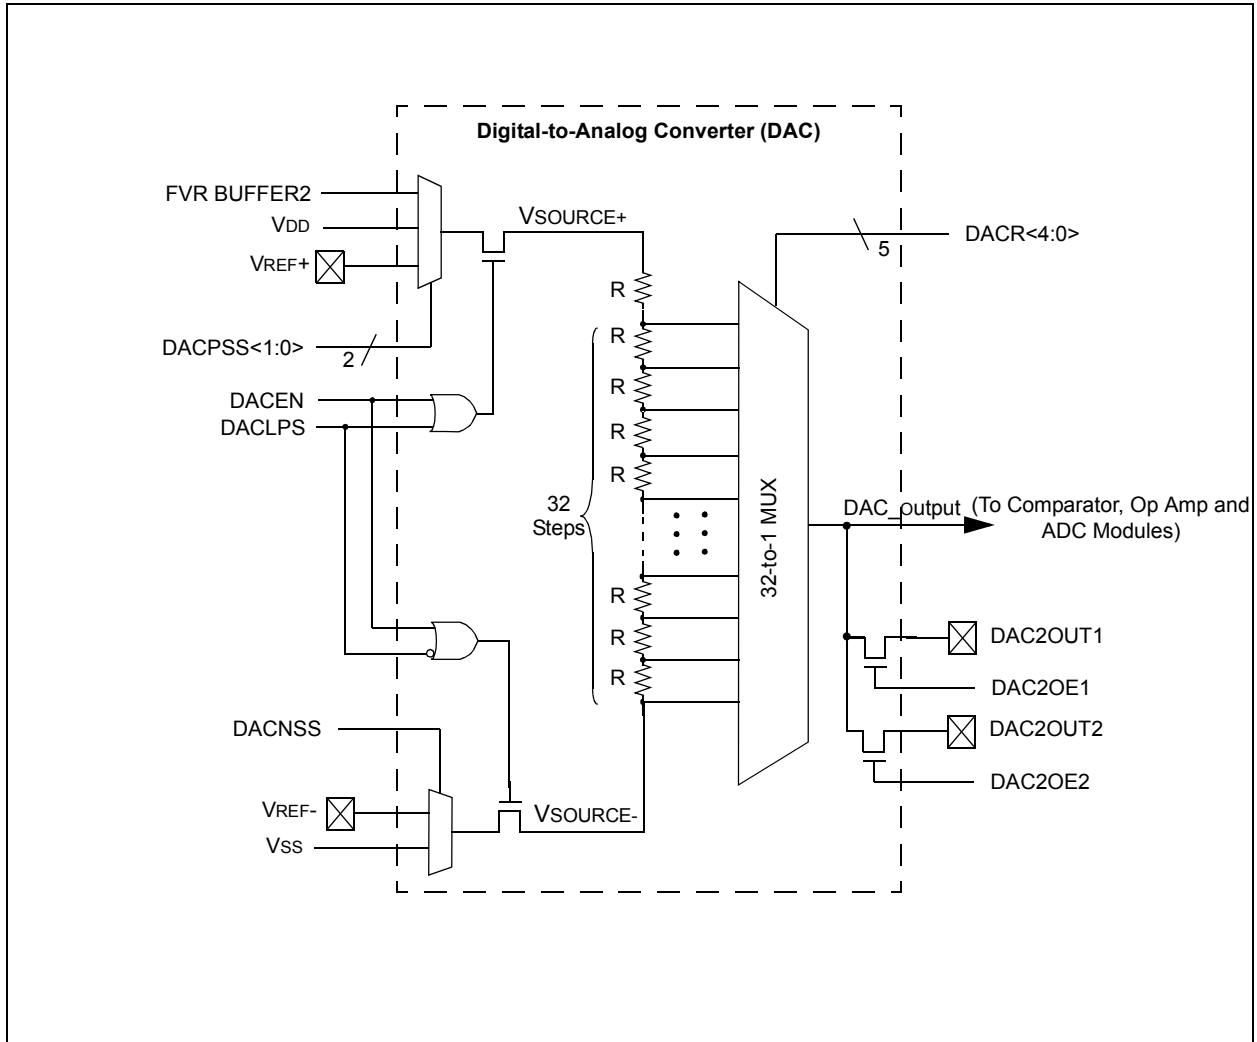 Digital-to-Analog Converter (DAC)
FVR BUFFER2
VDD
VREF+
DACPSS<1:0>
2
DACEN
DACLPS
VSOURCE+
R
R
R
R
R
32
Steps
R
R
R
32-to-1 MUX
5
DACR<4:0>
DAC_output (To Comparator, Op Amp and
ADC Modules)
DAC2OUT1
DAC2OE1
DAC2OUT2
DAC2OE2
DACNSS
VREF-
VSS
VSOURCE-